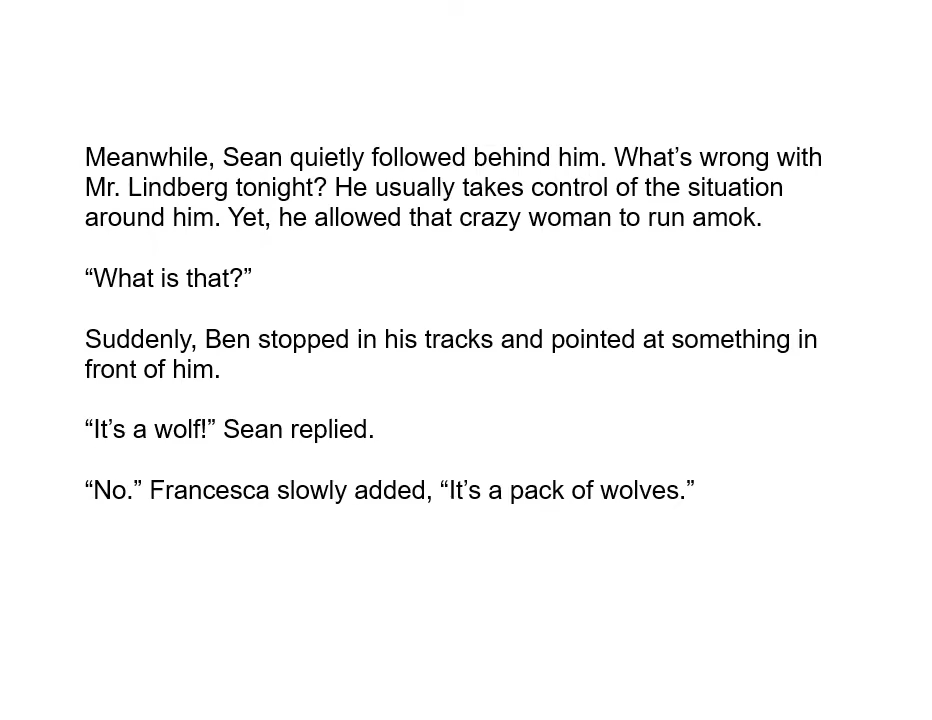 Meanwhile, Sean quietly followed behind him. What’s wrong with
Mr. Lindberg tonight? He usually takes control of the situation
around him. Yet, he allowed that crazy woman to run amok.
“What is that?”
Suddenly, Ben stopped in his tracks and pointed at something in
front of him.
“It’s a wolf!” Sean replied.
“No.” Francesca slowly added, “It’s a pack of wolves.”